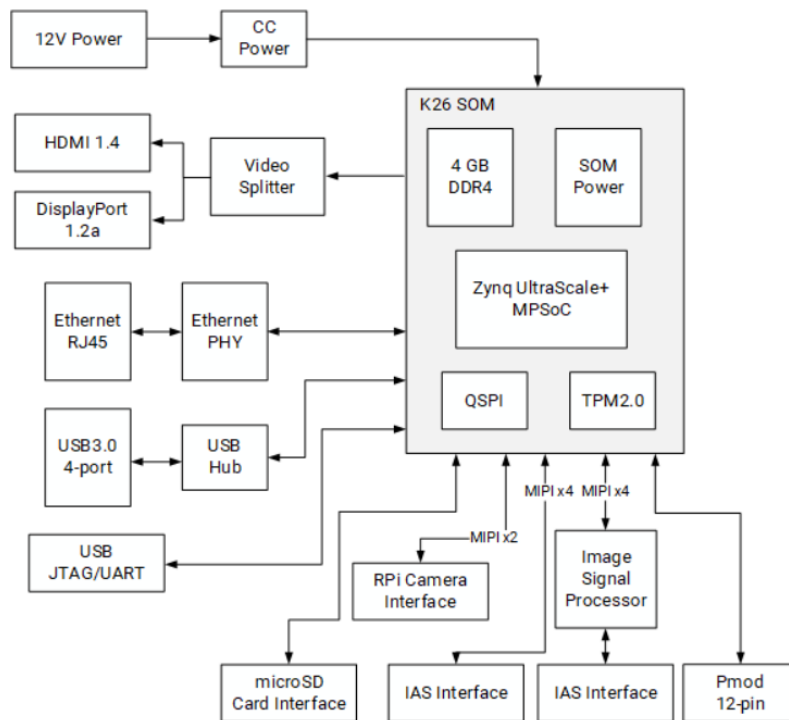 12V Power
CC
Power
K26 SOM
HDMI 1.4
Video
Splitter
4 GB
DDR4
SOM
Power
DisplayPort
1.2a
Zynq UltraScale+
MPSoC
Ethernet
RJ45
Ethernet
PHY
QSPI
TPM2.0
USB3.0
4-port
USB
Hub
MIPI x4
MIPI x4
MIPI x2
USB
JTAG/UART
RPi Camera
Interface
Image
Signal
Processor
microSD
Card Interface
IAS Interface
IAS Interface
Pmod
12-pin